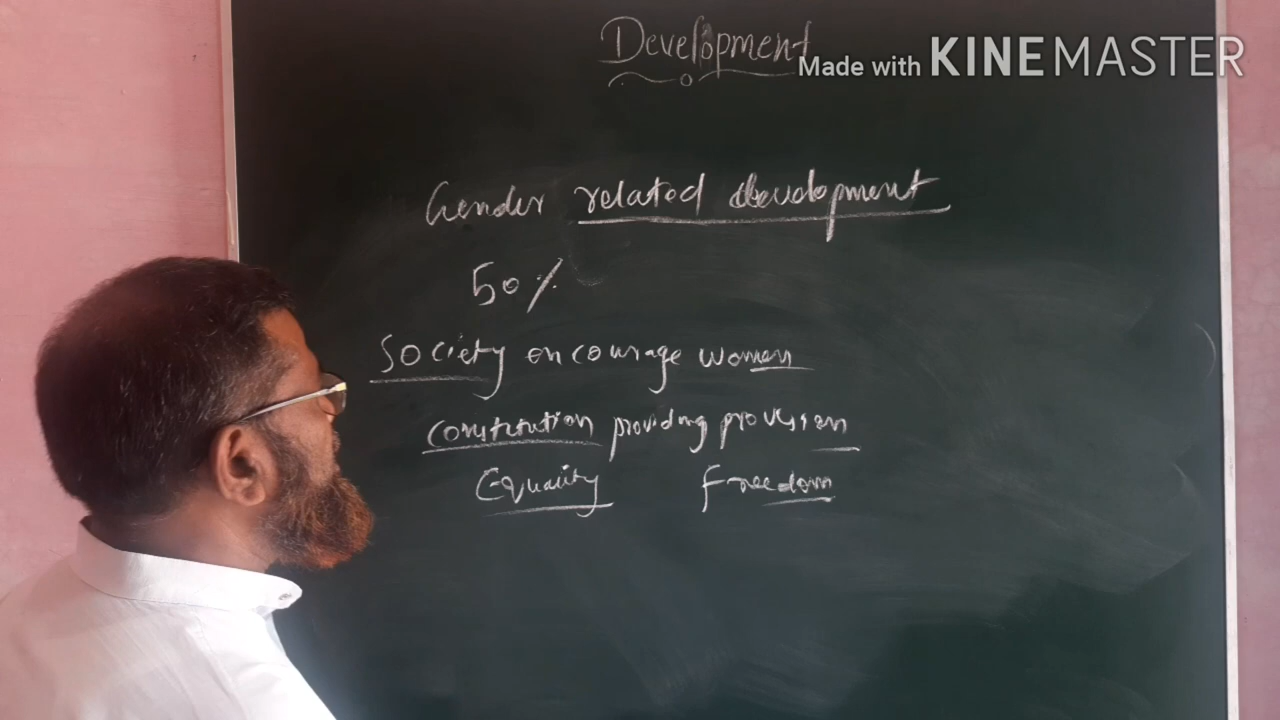 Development
Made with KINEMASTER
Gender related development
50%
Society encourage women
Constitution providing provision
Equality Freedom